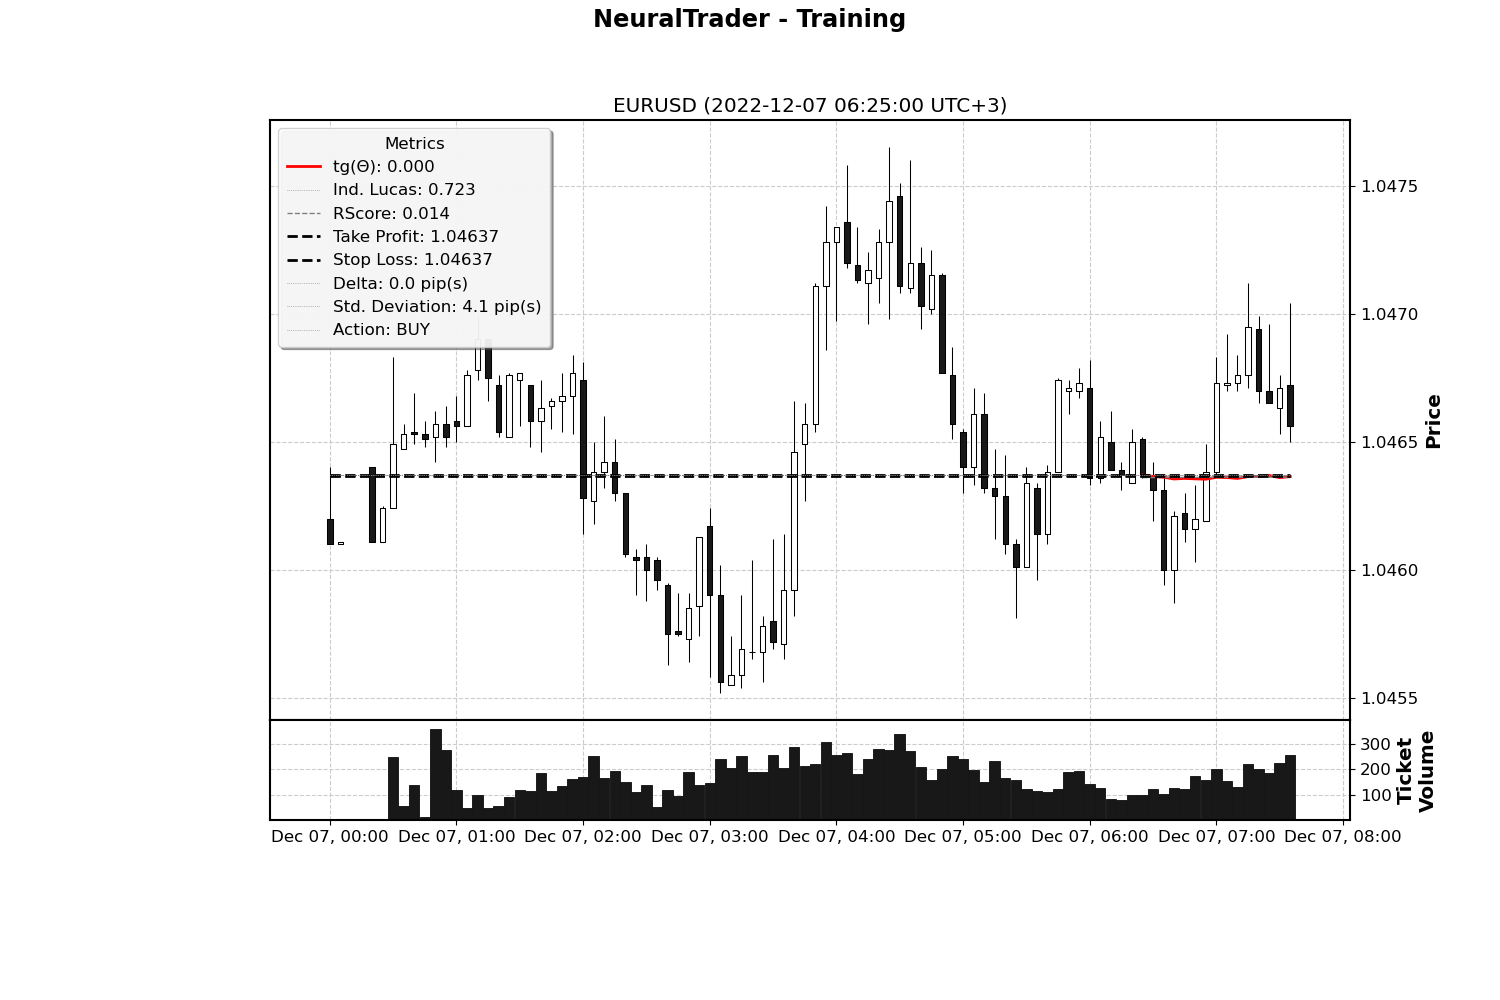 NeuralTrader - Training
EURUSD (2022-12-07 06:25:00 UTC+3)
Metrics
tg(Θ): 0.000
Ind. Lucas: 0.723
RScore: 0.014
Take Profit: 1.04637
Stop Loss: 1.04637
Delta: 0.0 pip(s)
Std. Deviation: 4.1 pip(s)
Action: BUY
1.0475
1.0470
1.0465
1.0460
1.0455
Price
300
200
100
Ticket
Volume
Dec 07, 00:00 Dec 07, 01:00 Dec 07, 02:00 Dec 07, 03:00 Dec 07, 04:00 Dec 07, 05:00 Dec 07, 06:00 Dec 07, 07:00 Dec 07, 08:00